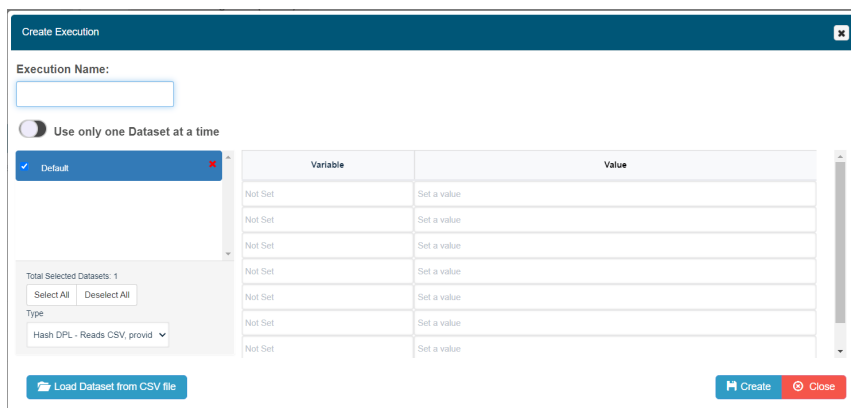 Create Execution
Execution Name:
Use only one Dataset at a time
Default
Variable Value
Not Set Set a value
Not Set Set a value
Not Set Set a value
Not Set Set a value
Not Set Set a value
Not Set Set a value
Not Set Set a value
Total Selected Datasets: 1
Select All Deselect All
Type
Hash DPL - Reads CSV, provid
Load Dataset from CSV file
Create Close